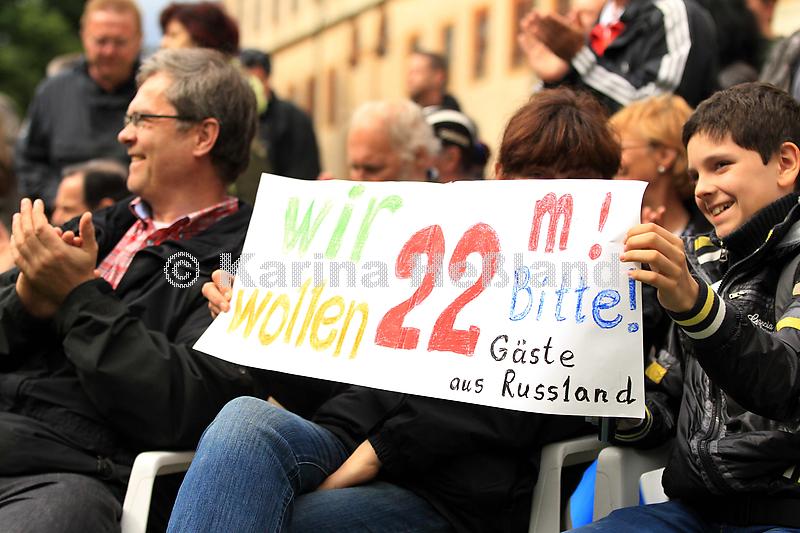 wir 22 m!
wollen Bitte!
Gäste
aus Russland
© Karina Heßland